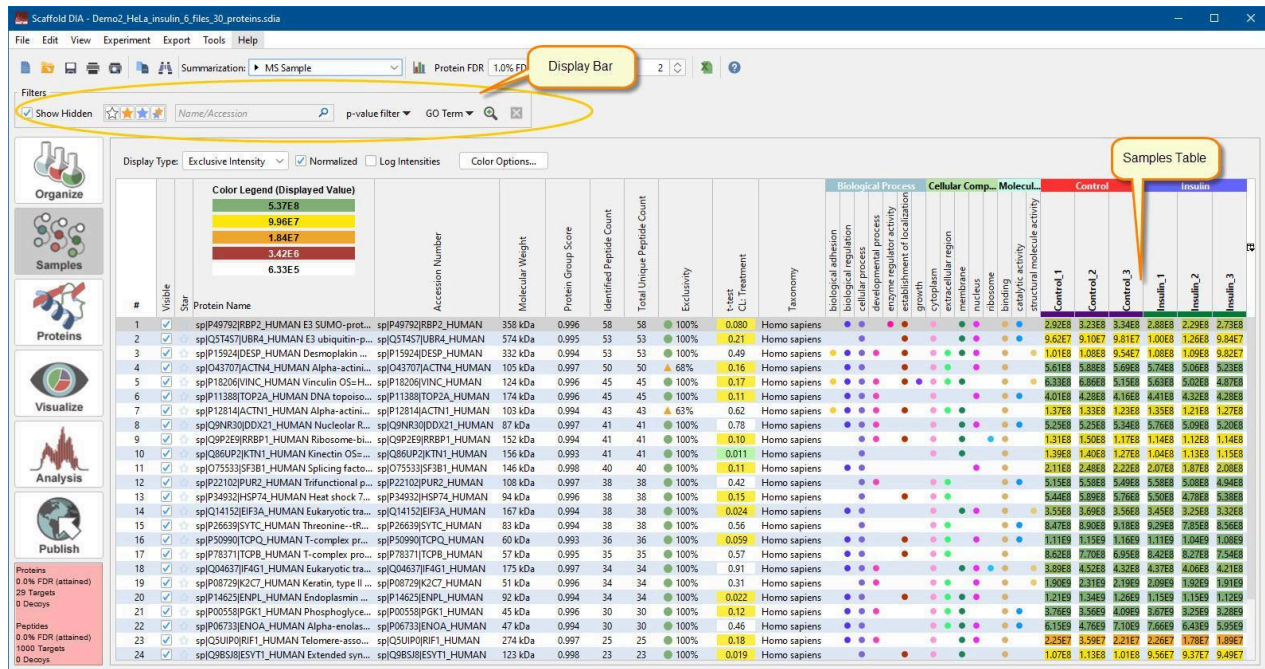 Scaffold DIA - Demo2_HeLa_insulin_6_files_30_proteins.sdia
File Edit View Experiment Export Tools Help
Summarization: MS Sample Protein FDR 1.0% FD 2
Display Bar
Filters
Show Hidden Name/Accession p-value filter GO Term
Samples Table
Organize
Samples
Proteins
Visualize
Analysis
Publish
Proteins
0.0% FDR (attained)
29 Targets
0 Decoys
Peptides
0.0% FDR (attained)
1000 Targets
0 Decoys
Display Type: Exclusive Intensity Normalized Log Intensities Color Options...
Color Legend (Displayed Value)
5.37E8
9.96E7
1.84E7
3.42E6
6.33E5
Biological Process Cellular Comp... Molecul... Control Insulin
# Visible Star Protein Name Accession Number Molecular Weight Protein Group Score Identified Peptide Count Total Unique Peptide Count Exclusivity t-test CL: Treatment Taxonomy biological adhesion biological regulation cellular process developmental process enzyme regulator activity establishment of localization growth cytoplasm extracellular region membrane nucleus ribosome binding catalytic activity structural molecule activity Control_1 Control_2 Control_3 Insulin_1 Insulin_2 Insulin_3
1 sp|P49792|RBP2_HUMAN E3 SUMO-prot... sp|P49792|RBP2_HUMAN 358 kDa 0.996 58 58 100% 0.080 Homo sapiens 2.92E8 3.23E8 3.34E8 2.88E8 2.29E8 2.73E8
2 sp|Q5T4S7|UBR4_HUMAN E3 ubiquitin-p... sp|Q5T4S7|UBR4_HUMAN 574 kDa 0.995 53 53 100% 0.21 Homo sapiens 9.62E7 9.10E7 9.81E7 1.00E8 1.26E8 9.84E7
3 sp|P15924|DESP_HUMAN Desmoplakin ... sp|P15924|DESP_HUMAN 332 kDa 0.994 53 53 100% 0.49 Homo sapiens 1.01E8 1.08E8 9.54E7 1.08E8 1.09E8 9.82E7
4 sp|O43707|ACTN4_HUMAN Alpha-actini... sp|O43707|ACTN4_HUMAN 105 kDa 0.997 50 50 68% 0.16 Homo sapiens 5.61E8 5.88E8 5.69E8 5.74E8 5.06E8 5.23E8
5 sp|P18206|VINC_HUMAN Vinculin OS=H... sp|P18206|VINC_HUMAN 124 kDa 0.996 45 45 100% 0.17 Homo sapiens 6.33E8 6.86E8 5.15E8 5.63E8 5.02E8 4.87E8
6 sp|P11388|TOP2A_HUMAN DNA topoiso... sp|P11388|TOP2A_HUMAN 174 kDa 0.996 45 45 100% 0.11 Homo sapiens 4.01E8 4.28E8 4.16E8 4.41E8 4.32E8 4.28E8
7 sp|P12814|ACTN1_HUMAN Alpha-actini... sp|P12814|ACTN1_HUMAN 103 kDa 0.994 43 43 63% 0.62 Homo sapiens 1.37E8 1.33E8 1.23E8 1.35E8 1.21E8 1.27E8
8 sp|Q9NR30|DDX21_HUMAN Nucleolar R... sp|Q9NR30|DDX21_HUMAN 87 kDa 0.997 41 41 100% 0.78 Homo sapiens 5.25E8 5.25E8 5.34E8 5.76E8 5.09E8 5.20E8
9 sp|Q9P2E9|RRBP1_HUMAN Ribosome-bi... sp|Q9P2E9|RRBP1_HUMAN 152 kDa 0.994 41 41 100% 0.10 Homo sapiens 1.31E8 1.50E8 1.17E8 1.14E8 1.12E8 1.14E8
10 sp|Q86UP2|KTN1_HUMAN Kinectin OS=... sp|Q86UP2|KTN1_HUMAN 156 kDa 0.993 41 41 100% 0.011 Homo sapiens 1.39E8 1.40E8 1.27E8 1.04E8 1.13E8 1.15E8
11 sp|O75533|SF3B1_HUMAN Splicing facto... sp|O75533|SF3B1_HUMAN 146 kDa 0.998 40 40 100% 0.11 Homo sapiens 2.11E8 2.48E8 2.22E8 2.07E8 1.87E8 2.08E8
12 sp|P22102|PUR2_HUMAN Trifunctional p... sp|P22102|PUR2_HUMAN 108 kDa 0.997 38 38 100% 0.42 Homo sapiens 5.15E8 5.58E8 5.49E8 5.58E8 5.08E8 4.94E8
13 sp|P34932|HSP74_HUMAN Heat shock 7... sp|P34932|HSP74_HUMAN 94 kDa 0.996 38 38 100% 0.15 Homo sapiens 5.44E8 5.89E8 5.76E8 5.50E8 4.78E8 5.38E8
14 sp|Q14152|EIF3A_HUMAN Eukaryotic tra... sp|Q14152|EIF3A_HUMAN 167 kDa 0.994 38 38 100% 0.024 Homo sapiens 3.55E8 3.69E8 3.56E8 3.45E8 3.25E8 3.32E8
15 sp|P26639|SYTC_HUMAN Threonine--tR... sp|P26639|SYTC_HUMAN 83 kDa 0.994 38 38 100% 0.56 Homo sapiens 8.47E8 8.90E8 9.18E8 9.29E8 7.85E8 8.56E8
16 sp|P50990|TCPQ_HUMAN T-complex pr... sp|P50990|TCPQ_HUMAN 60 kDa 0.993 36 36 100% 0.059 Homo sapiens 1.11E9 1.15E9 1.16E9 1.11E9 1.04E9 1.08E9
17 sp|P78371|TCPB_HUMAN T-complex pro... sp|P78371|TCPB_HUMAN 57 kDa 0.995 35 35 100% 0.57 Homo sapiens 8.62E8 7.70E8 6.95E8 8.42E8 8.27E8 7.54E8
18 sp|Q04637|IF4G1_HUMAN Eukaryotic tra... sp|Q04637|IF4G1_HUMAN 175 kDa 0.997 34 34 100% 0.91 Homo sapiens 3.89E8 4.52E8 4.32E8 4.37E8 4.06E8 4.21E8
19 sp|P08729|K2C7_HUMAN Keratin, type II ... sp|P08729|K2C7_HUMAN 51 kDa 0.996 34 34 100% 0.31 Homo sapiens 1.90E9 2.31E9 2.19E9 2.09E9 1.92E9 1.91E9
20 sp|P14625|ENPL_HUMAN Endoplasmin ... sp|P14625|ENPL_HUMAN 92 kDa 0.994 34 34 100% 0.022 Homo sapiens 1.21E9 1.34E9 1.26E9 1.15E9 1.15E9 1.12E9
21 sp|P00558|PGK1_HUMAN Phosphoglyce... sp|P00558|PGK1_HUMAN 45 kDa 0.996 30 30 100% 0.12 Homo sapiens 3.76E9 3.56E9 4.09E9 3.67E9 3.25E9 3.28E9
22 sp|P06733|ENOA_HUMAN Alpha-enolas... sp|P06733|ENOA_HUMAN 47 kDa 0.994 30 30 100% 0.46 Homo sapiens 6.15E9 4.76E9 7.10E9 7.66E9 6.43E9 5.95E9
23 sp|Q5UIP0|RIF1_HUMAN Telomere-asso... sp|Q5UIP0|RIF1_HUMAN 274 kDa 0.997 25 25 100% 0.18 Homo sapiens 2.25E7 3.59E7 2.21E7 2.26E7 1.78E7 1.89E7
24 sp|Q9BSJ8|ESYT1_HUMAN Extended syn... sp|Q9BSJ8|ESYT1_HUMAN 123 kDa 0.998 23 23 100% 0.019 Homo sapiens 1.07E8 1.13E8 1.01E8 9.56E7 9.37E7 9.49E7